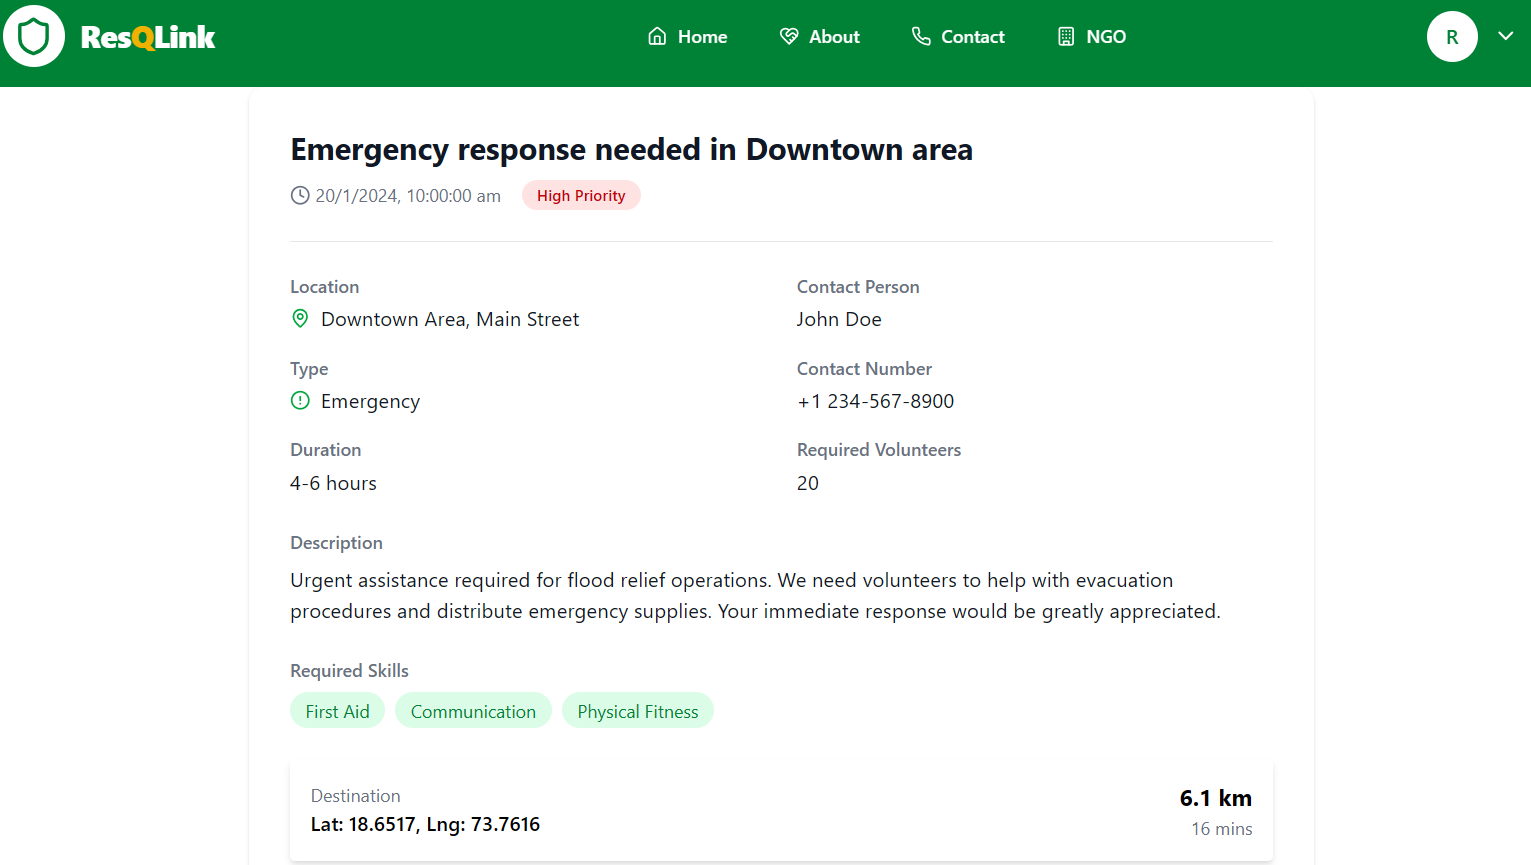 ResQLink
Home
About
Contact
NGO
R
Emergency response needed in Downtown area
20/1/2024, 10:00:00 am
High Priority
Location
Downtown Area, Main Street
Contact Person
John Doe
Type
Emergency
Contact Number
+1 234-567-8900
Duration
4-6 hours
Required Volunteers
20
Description
Urgent assistance required for flood relief operations. We need volunteers to help with evacuation
procedures and distribute emergency supplies. Your immediate response would be greatly appreciated.
Required Skills
First Aid
Communication
Physical Fitness
Destination
Lat: 18.6517, Lng: 73.7616
6.1 km
16 mins